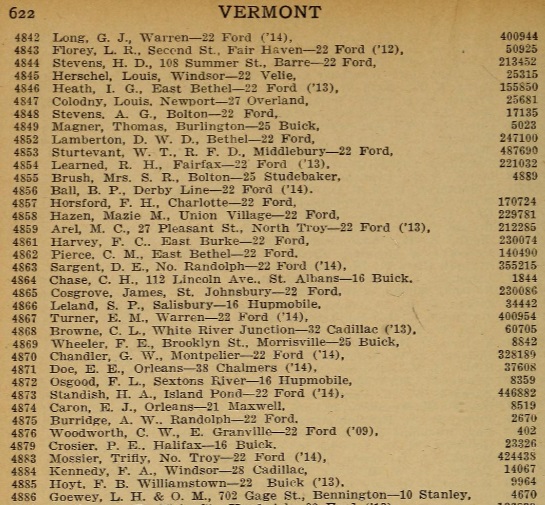 622 VERMONT
4842 Long, G. J., Warren—22 Ford ('14), 400944
4843 Florey, L. R., Second St., Fair Haven—22 Ford ('12), 50925
4844 Stevens, H. D., 108 Summer St., Barre—22 Ford, 213452
4845 Herschel, Louis, Windsor—22 Velie, 25315
4846 Heath, I. G., East Bethel—22 Ford ('13), 155850
4847 Colodny, Louis, Newport—27 Overland, 25681
4848 Stevens, A. G., Bolton—22 Ford, 17135
4849 Magner, Thomas, Burlington—25 Buick, 5023
4852 Lamberton, D. W. D., Bethel—22 Ford, 247100
4853 Sturtevant, W. T., R. F. D., Middlebury—22 Ford, 487690
4854 Learned, R. H., Fairfax—22 Ford ('13). 221032
4855 Brush, Mrs. S. R., Bolton—25 Studebaker, 4889
4856 Ball, B. P., Derby Line—22 Ford ('14).
4857 Horsford, F. H., Charlotte—22 Ford, 170724
4858 Hazen, Mazie M., Union Village—22 Ford, 229781
4859 Arel, M. C., 27 Pleasant St., North Troy—22 Ford ('13), 212285
4861 Harvey, F. C.. East Burke—22 Ford, 230074
4862 Pierce, C. M., East Bethel—22 Ford. 140490
4863 Sargent, D. E., No. Randolph—22 Ford ('14), 355215
4864 Chase, C. H., 112 Lincoln Ave., St. Albans—16 Buick. 1844
4865 Cosgrove, James, St. Johnsbury—22 Ford, 230086
4866 Leland, S. P., Salisbury—16 Hupmobile, 34442
4867 Turner, E. M., Warren—22 Ford ('14), 400954
4868 Browne, C. L., White River Junction—32 Cadillac ('13), 60705
4869 Wheeler, F. E., Brooklyn St., Morrisville—25 Buick, 8842
4870 Chandler, G. W., Montpelier—22 Ford ('14), 328189
4871 Doe, E. E., Orleans—38 Chalmers ('14), 37608
4872 Osgood, F. L., Sextons River—16 Hupmobile, 8359
4873 Standish, H. A., Island Pond—22 Ford ('14), 446882
4874 Caron, E. J., Orleans—21 Maxwell, 8519
4875 Burridge, A. W., Randolph—22 Ford. 2670
4876 Woodworth, C. W., E. Granville—22 Ford ('09), 402
4879 Crosier, P. E., Halifax—16 Buick. 23326
4883 Mossier, Trifly, No. Troy—22 Ford ('14), 424438
4884 Kennedy, F. A., Windsor—28 Cadillac, 14067
4885 Hoyt, F. B. Williamstown—22 Buick ('13). 9964
4886 Goewey, L. H. & O. M., 702 Gage St., Bennington—10 Stanley, 4670